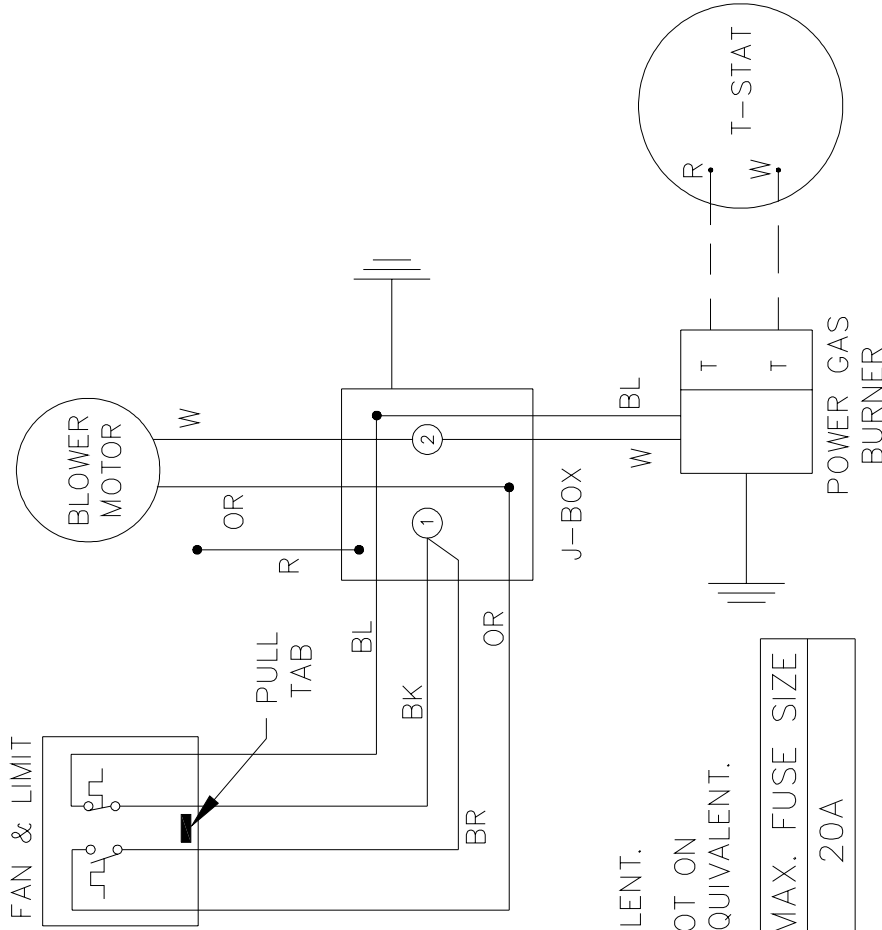 BLOWER
MOTOR
W
OR
R
T-STAT
R
W
BL
W
T
T
POWER GAS
BURNER
J-BOX
1
2
FAN & LIMIT
PULL
TAB
BL
BK
BR
OR
LENT.
OT ON
QUIVALENT.
MAX. FUSE SIZE
20A